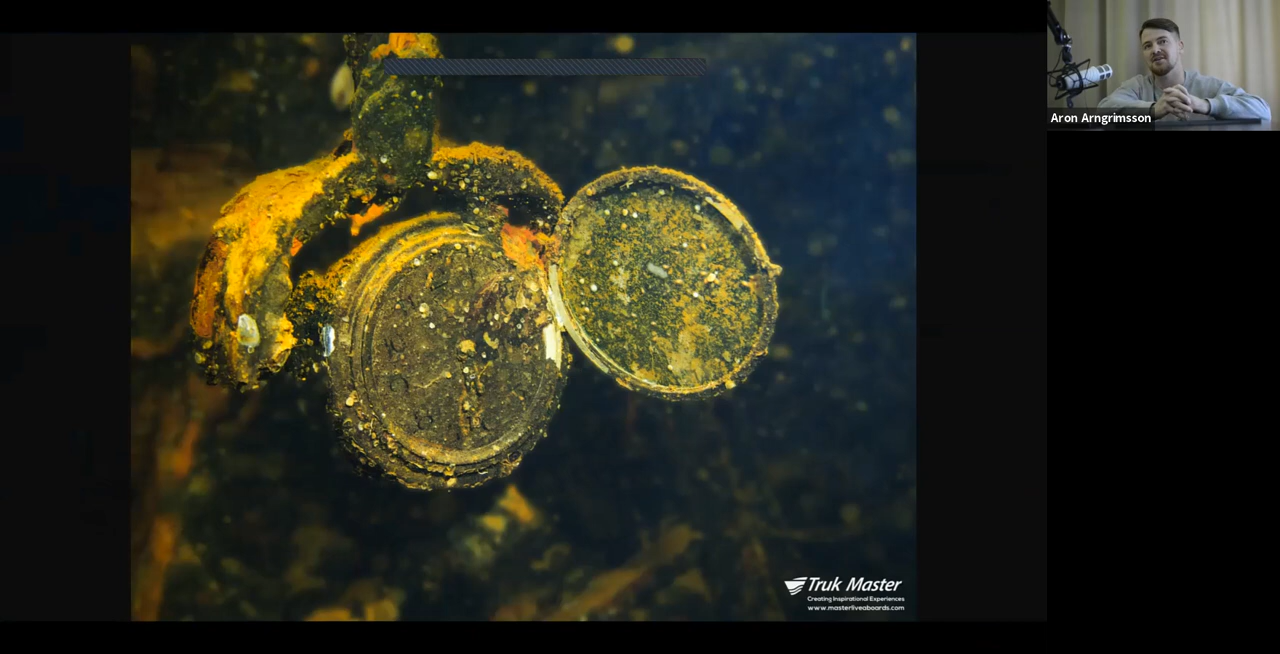 Aron Arngrimsson
Truk Master
Creating Inspirational Experiences
www.masterliveaboards.com